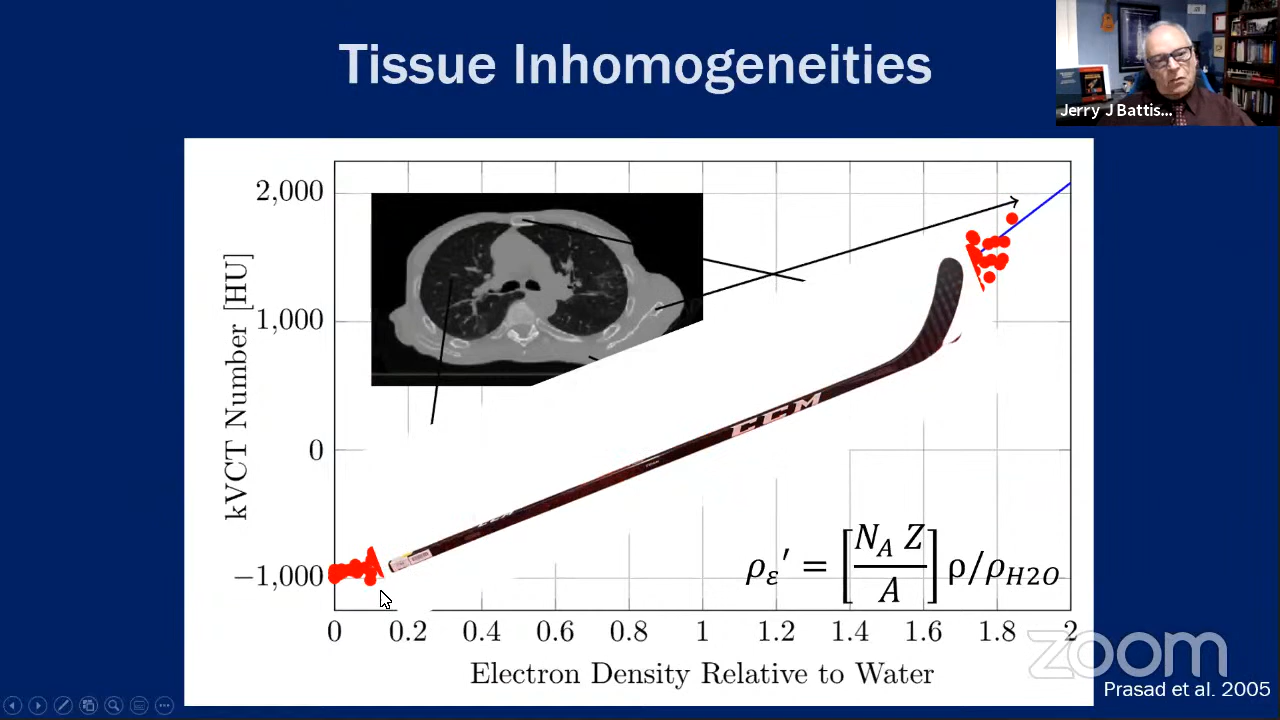 Tissue Inhomogeneities
Jerry J Battis...
2,000
1,000
0
−1,000
kVCT Number [HU]
CCM
ρε′ = [N_A Z / A] ρ/ρH2O
0 0.2 0.4 0.6 0.8 1 1.2 1.4 1.6 1.8 2
Electron Density Relative to Water
zoom
Prasad et al. 2005